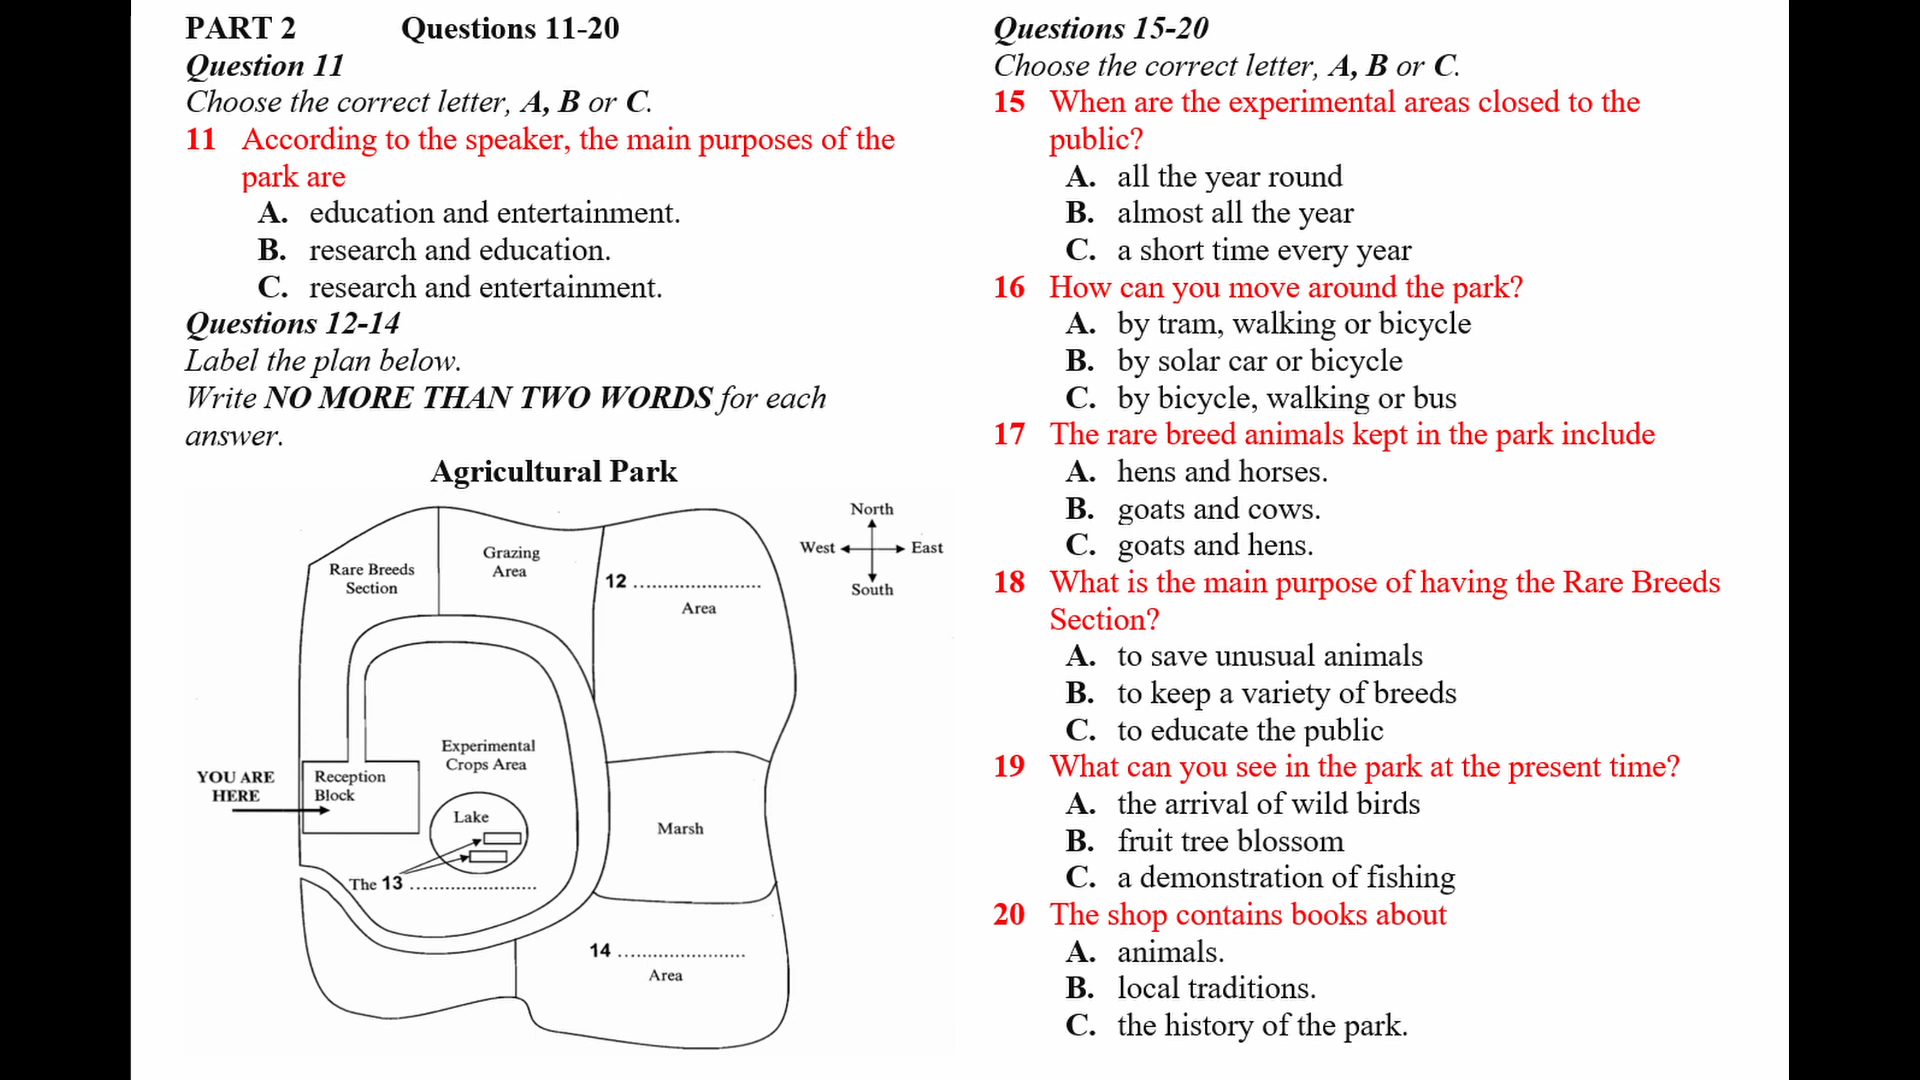 PART 2 Questions 11-20
Question 11
Choose the correct letter, A, B or C.
11 According to the speaker, the main purposes of the
park are
A. education and entertainment.
B. research and education.
C. research and entertainment.
Questions 12-14
Label the plan below.
Write NO MORE THAN TWO WORDS for each
answer.
Agricultural Park
North
West East
South
Rare Breeds
Section
Grazing
Area
12 ........................
Area
Experimental
Crops Area
YOU ARE
HERE
Reception
Block
Lake
Marsh
The 13 ........................
14 ........................
Area
Questions 15-20
Choose the correct letter, A, B or C.
15 When are the experimental areas closed to the
public?
A. all the year round
B. almost all the year
C. a short time every year
16 How can you move around the park?
A. by tram, walking or bicycle
B. by solar car or bicycle
C. by bicycle, walking or bus
17 The rare breed animals kept in the park include
A. hens and horses.
B. goats and cows.
C. goats and hens.
18 What is the main purpose of having the Rare Breeds
Section?
A. to save unusual animals
B. to keep a variety of breeds
C. to educate the public
19 What can you see in the park at the present time?
A. the arrival of wild birds
B. fruit tree blossom
C. a demonstration of fishing
20 The shop contains books about
A. animals.
B. local traditions.
C. the history of the park.